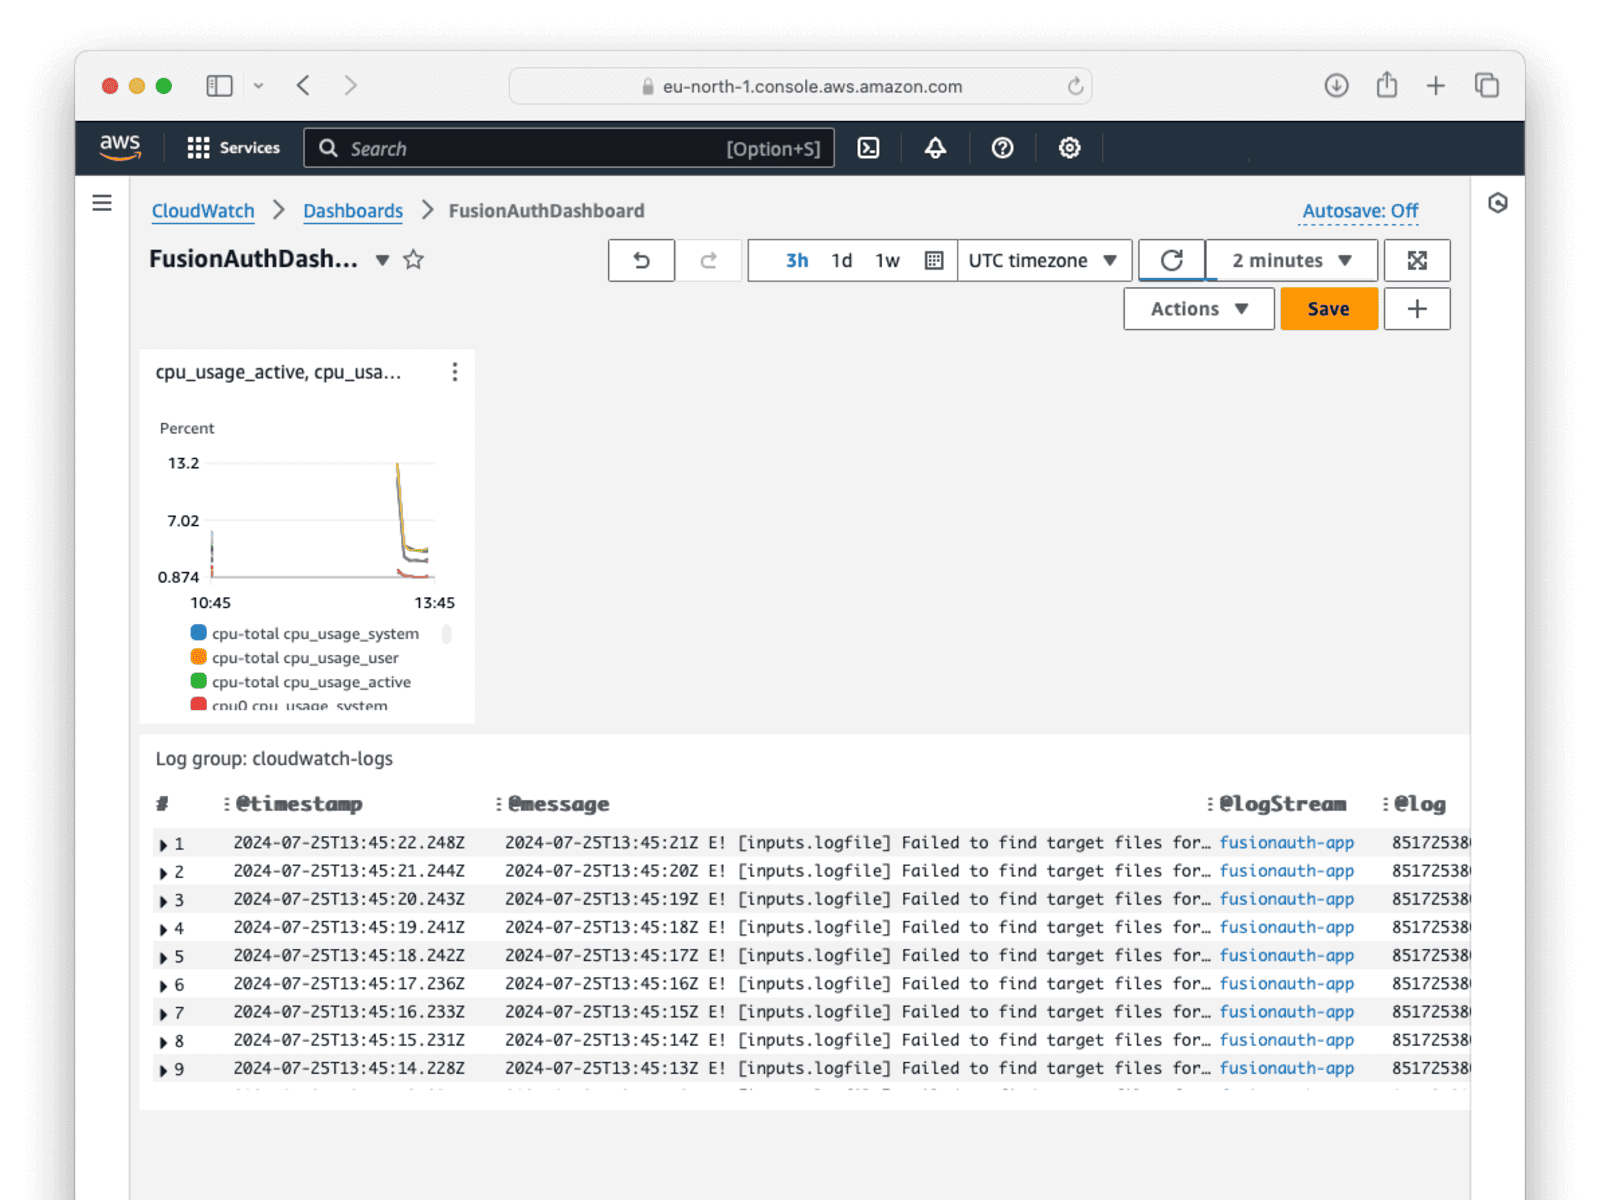 eu-north-1.console.aws.amazon.com
aws Services Search [Option+S]
CloudWatch Dashboards FusionAuthDashboard Autosave: Off
FusionAuthDash... 3h 1d 1w UTC timezone 2 minutes
Actions Save
cpu_usage_active, cpu_usa...
Percent
13.2
7.02
0.874
10:45 13:45
cpu-total cpu_usage_system
cpu-total cpu_usage_user
cpu-total cpu_usage_active
cpu0 cpu_usage_system
Log group: cloudwatch-logs
# @timestamp @message @logStream @log
1 2024-07-25T13:45:22.248Z 2024-07-25T13:45:21Z E! [inputs.logfile] Failed to find target files for… fusionauth-app 85172538
2 2024-07-25T13:45:21.244Z 2024-07-25T13:45:20Z E! [inputs.logfile] Failed to find target files for… fusionauth-app 85172538
3 2024-07-25T13:45:20.243Z 2024-07-25T13:45:19Z E! [inputs.logfile] Failed to find target files for… fusionauth-app 85172538
4 2024-07-25T13:45:19.241Z 2024-07-25T13:45:18Z E! [inputs.logfile] Failed to find target files for… fusionauth-app 85172538
5 2024-07-25T13:45:18.242Z 2024-07-25T13:45:17Z E! [inputs.logfile] Failed to find target files for… fusionauth-app 85172538
6 2024-07-25T13:45:17.236Z 2024-07-25T13:45:16Z E! [inputs.logfile] Failed to find target files for… fusionauth-app 85172538
7 2024-07-25T13:45:16.233Z 2024-07-25T13:45:15Z E! [inputs.logfile] Failed to find target files for… fusionauth-app 85172538
8 2024-07-25T13:45:15.231Z 2024-07-25T13:45:14Z E! [inputs.logfile] Failed to find target files for… fusionauth-app 85172538
9 2024-07-25T13:45:14.228Z 2024-07-25T13:45:13Z E! [inputs.logfile] Failed to find target files for… fusionauth-app 85172538